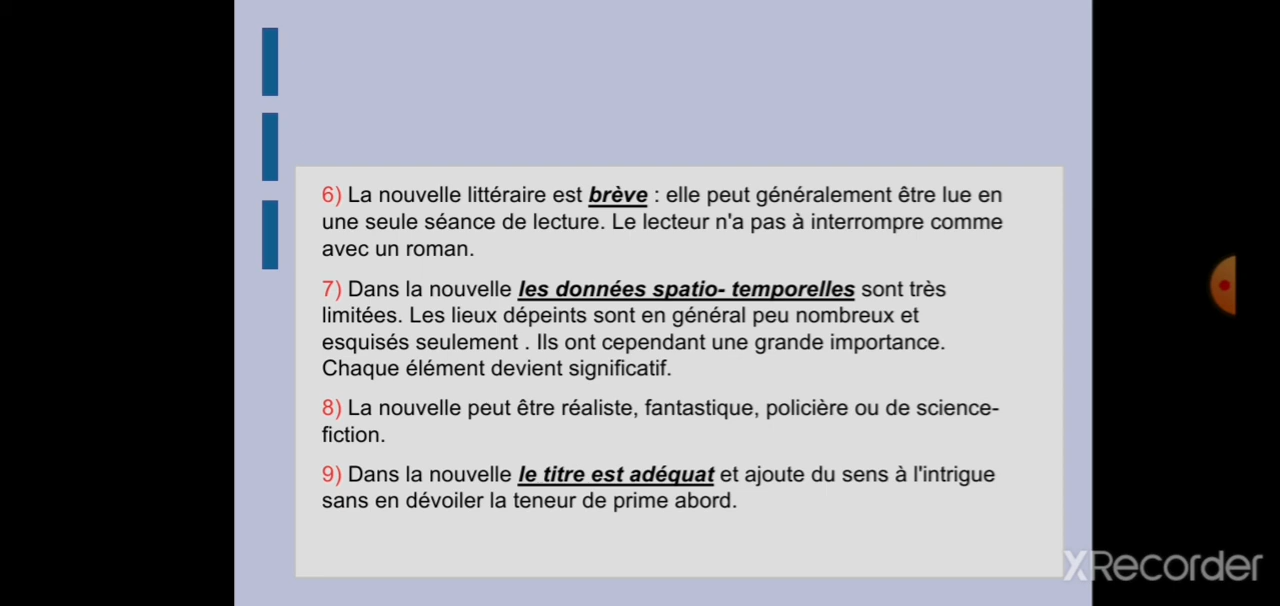 6) La nouvelle littéraire est brève : elle peut généralement être lue en
une seule séance de lecture. Le lecteur n'a pas à interrompre comme
avec un roman.
7) Dans la nouvelle les données spatio- temporelles sont très
limitées. Les lieux dépeints sont en général peu nombreux et
esquisés seulement . Ils ont cependant une grande importance.
Chaque élément devient significatif.
8) La nouvelle peut être réaliste, fantastique, policière ou de science-
fiction.
9) Dans la nouvelle le titre est adéquat et ajoute du sens à l'intrigue
sans en dévoiler la teneur de prime abord.
XRecorder